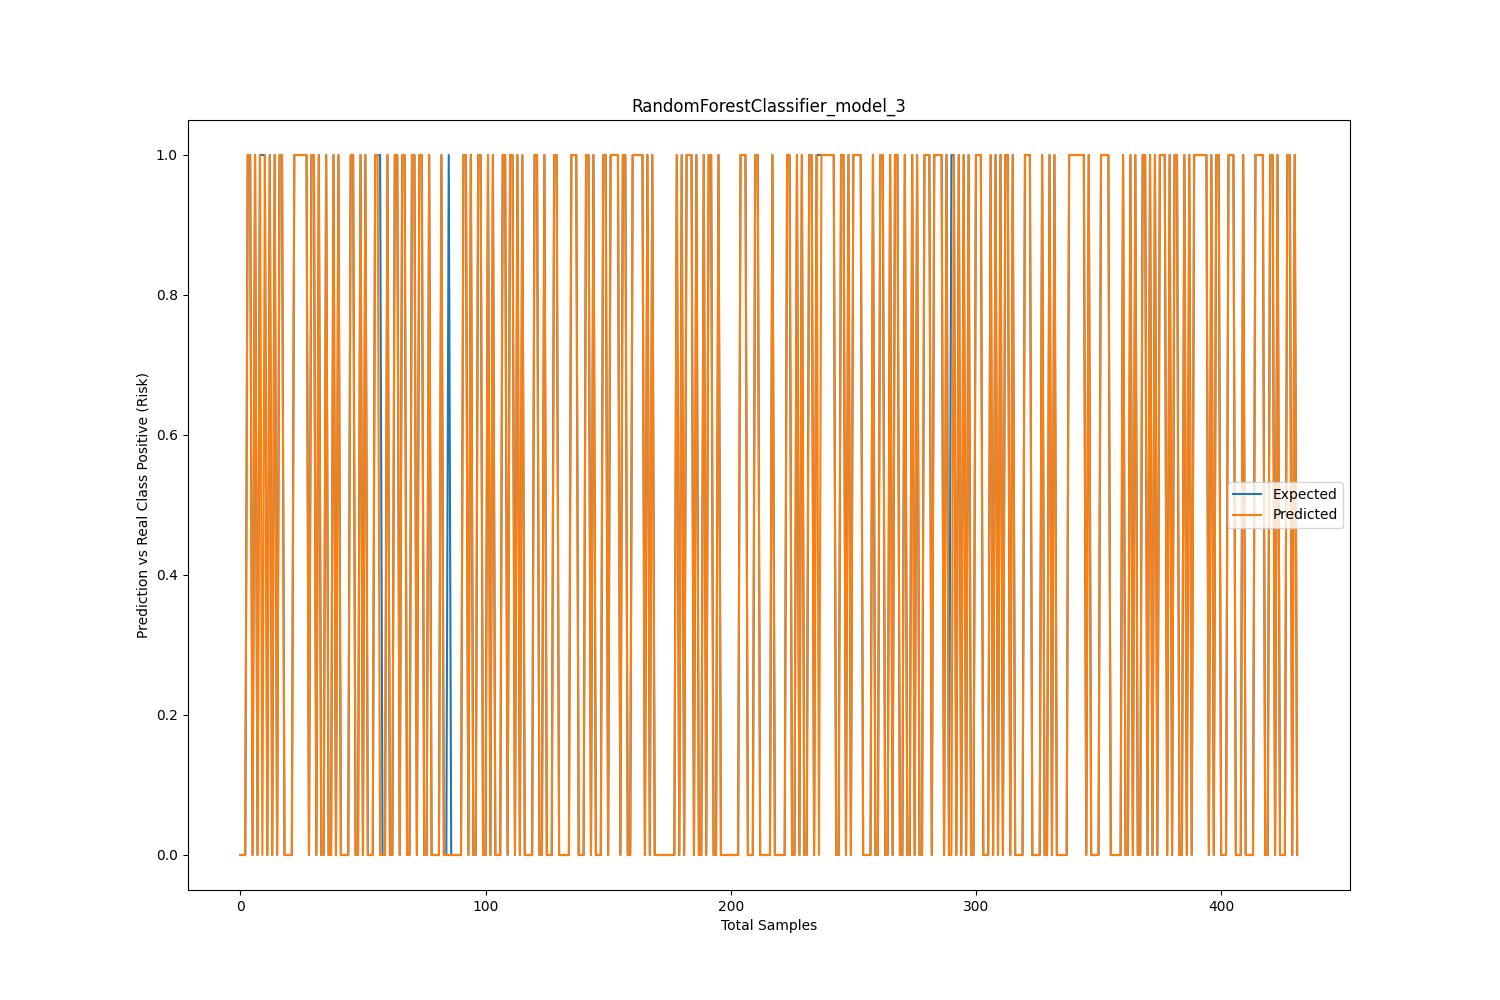 RandomForestClassifier_model_3
1.0
0.8
0.6
0.4
0.2
0.0
Prediction vs Real Class Positive (Risk)
Expected
Predicted
0
100
200
300
400
Total Samples